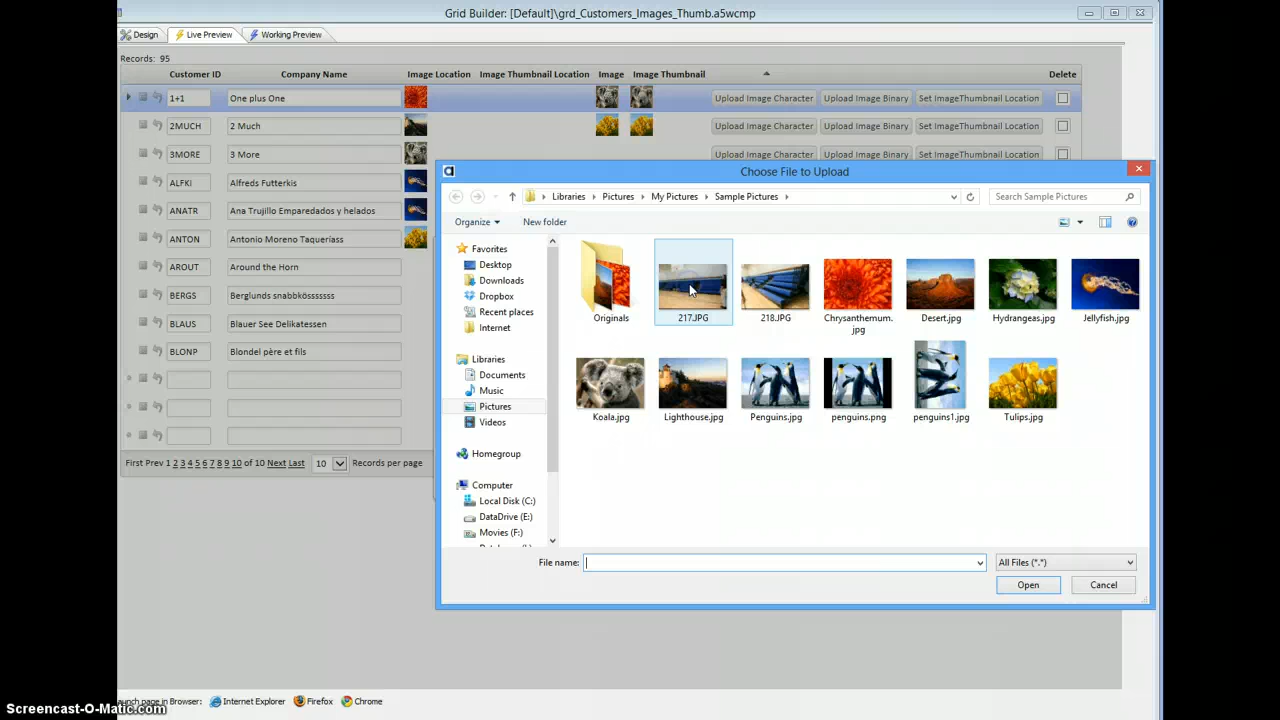 Grid Builder: [Default]\grd_Customers_Images_Thumb.a5wcmp
Design Live Preview Working Preview
Records: 95
Customer ID Company Name Image Location Image Thumbnail Location Image Image Thumbnail Delete
1+1 One plus One Upload Image Character Upload Image Binary Set ImageThumbnail Location
2MUCH 2 Much Upload Image Character Upload Image Binary Set ImageThumbnail Location
3MORE 3 More Upload Image Character Upload Image Binary Set ImageThumbnail Location
ALFKI Alfreds Futterkis
ANATR Ana Trujillo Emparedados y helados
ANTON Antonio Moreno Taqueríass
AROUT Around the Horn
BERGS Berglunds snabbkösssssss
BLAUS Blauer See Delikatessen
BLONP Blondel père et fils
First Prev 1 2 3 4 5 6 7 8 9 10 of 10 Next Last 10 Records per page
Choose File to Upload
Libraries Pictures My Pictures Sample Pictures Search Sample Pictures
Organize New folder
Favorites
Desktop
Downloads
Dropbox
Recent places
Internet
Libraries
Documents
Music
Pictures
Videos
Homegroup
Computer
Local Disk (C:)
DataDrive (E:)
Movies (F:)
Originals 217.JPG 218.JPG Chrysanthemum.jpg Desert.jpg Hydrangeas.jpg Jellyfish.jpg
Koala.jpg Lighthouse.jpg Penguins.jpg penguins.png penguins1.jpg Tulips.jpg
File name: All Files (*.*)
Open Cancel
page in Browser: Internet Explorer Firefox Chrome
Screencast-O-Matic.com